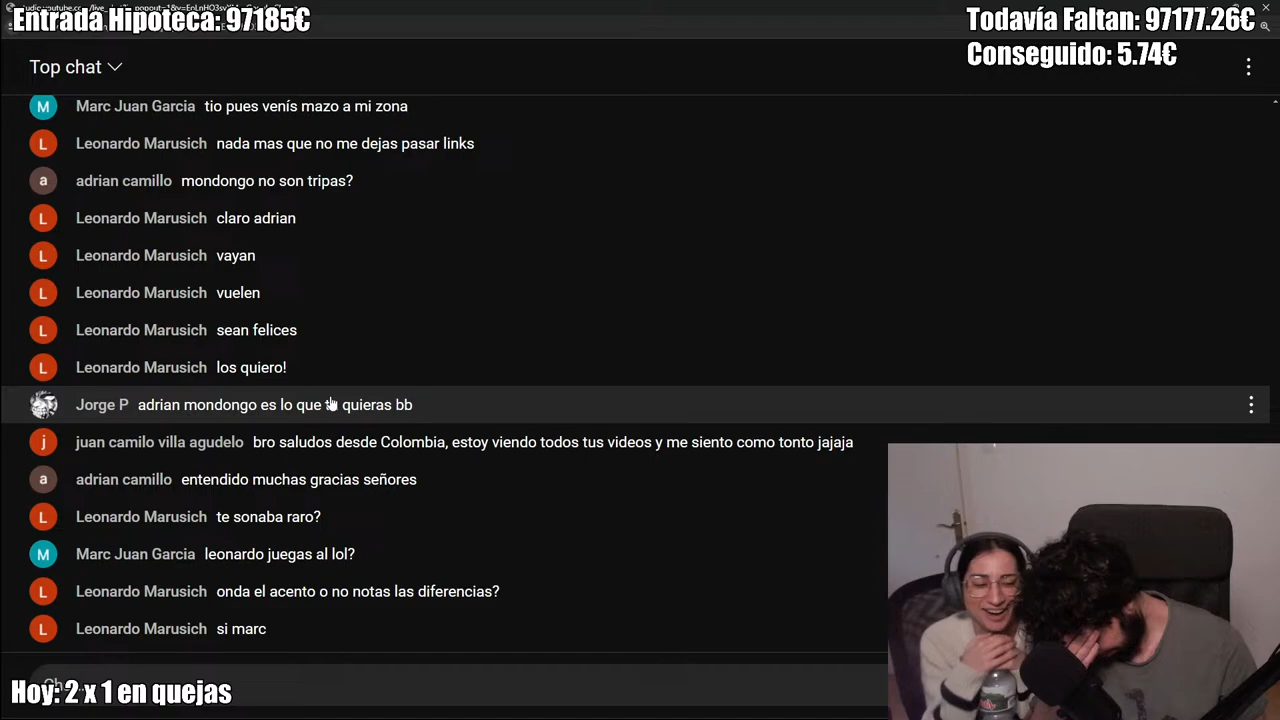 Entrada Hipoteca: 97185€
Todavía Faltan: 97177.26€
Conseguido: 5.74€
Top chat
M Marc Juan Garcia tio pues venís mazo a mi zona
L Leonardo Marusich nada mas que no me dejas pasar links
a adrian camillo mondongo no son tripas?
L Leonardo Marusich claro adrian
L Leonardo Marusich vayan
L Leonardo Marusich vuelen
L Leonardo Marusich sean felices
L Leonardo Marusich los quiero!
Jorge P adrian mondongo es lo que quieras bb
j juan camilo villa agudelo bro saludos desde Colombia, estoy viendo todos tus videos y me siento como tonto jajaja
a adrian camillo entendido muchas gracias señores
L Leonardo Marusich te sonaba raro?
M Marc Juan Garcia leonardo juegas al lol?
L Leonardo Marusich onda el acento o no notas las diferencias?
L Leonardo Marusich si marc
Hoy: 2 x 1 en quejas